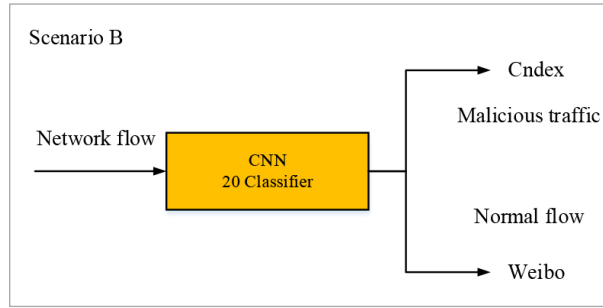 Scenario B
Network flow
CNN
20 Classifier
Cndex
Malicious traffic
Normal flow
Weibo